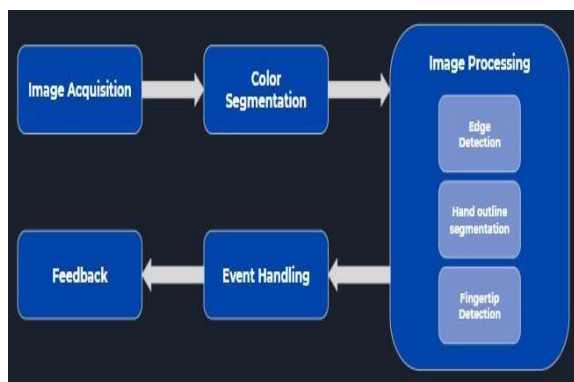 Image Acquisition
Color
Segmentation
Image Processing
Edge
Detection
Hand outline
segmentation
Fingertip
Detection
Event Handling
Feedback